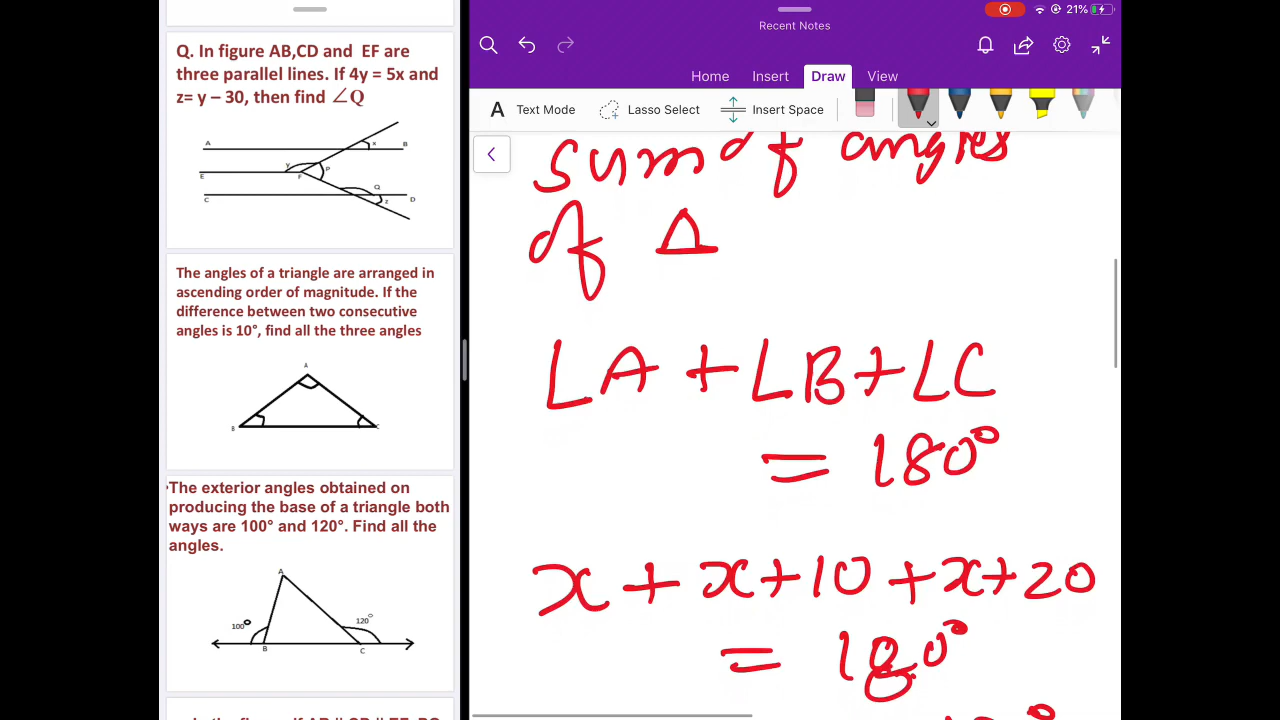 Q. In figure AB,CD and EF are
three parallel lines. If 4y = 5x and
z= y – 30, then find ∠Q
A
B
x
y
P
E
F
Q
C
D
z
The angles of a triangle are arranged in
ascending order of magnitude. If the
difference between two consecutive
angles is 10°, find all the three angles
A
B
C
The exterior angles obtained on
producing the base of a triangle both
ways are 100° and 120°. Find all the
angles.
A
100°
120°
B
C
21%
Recent Notes
Home Insert Draw View
A Text Mode Lasso Select Insert Space
sum of angles
of Δ
∠A + ∠B + ∠C
= 180°
x + x + 10 + x + 20
= 180°